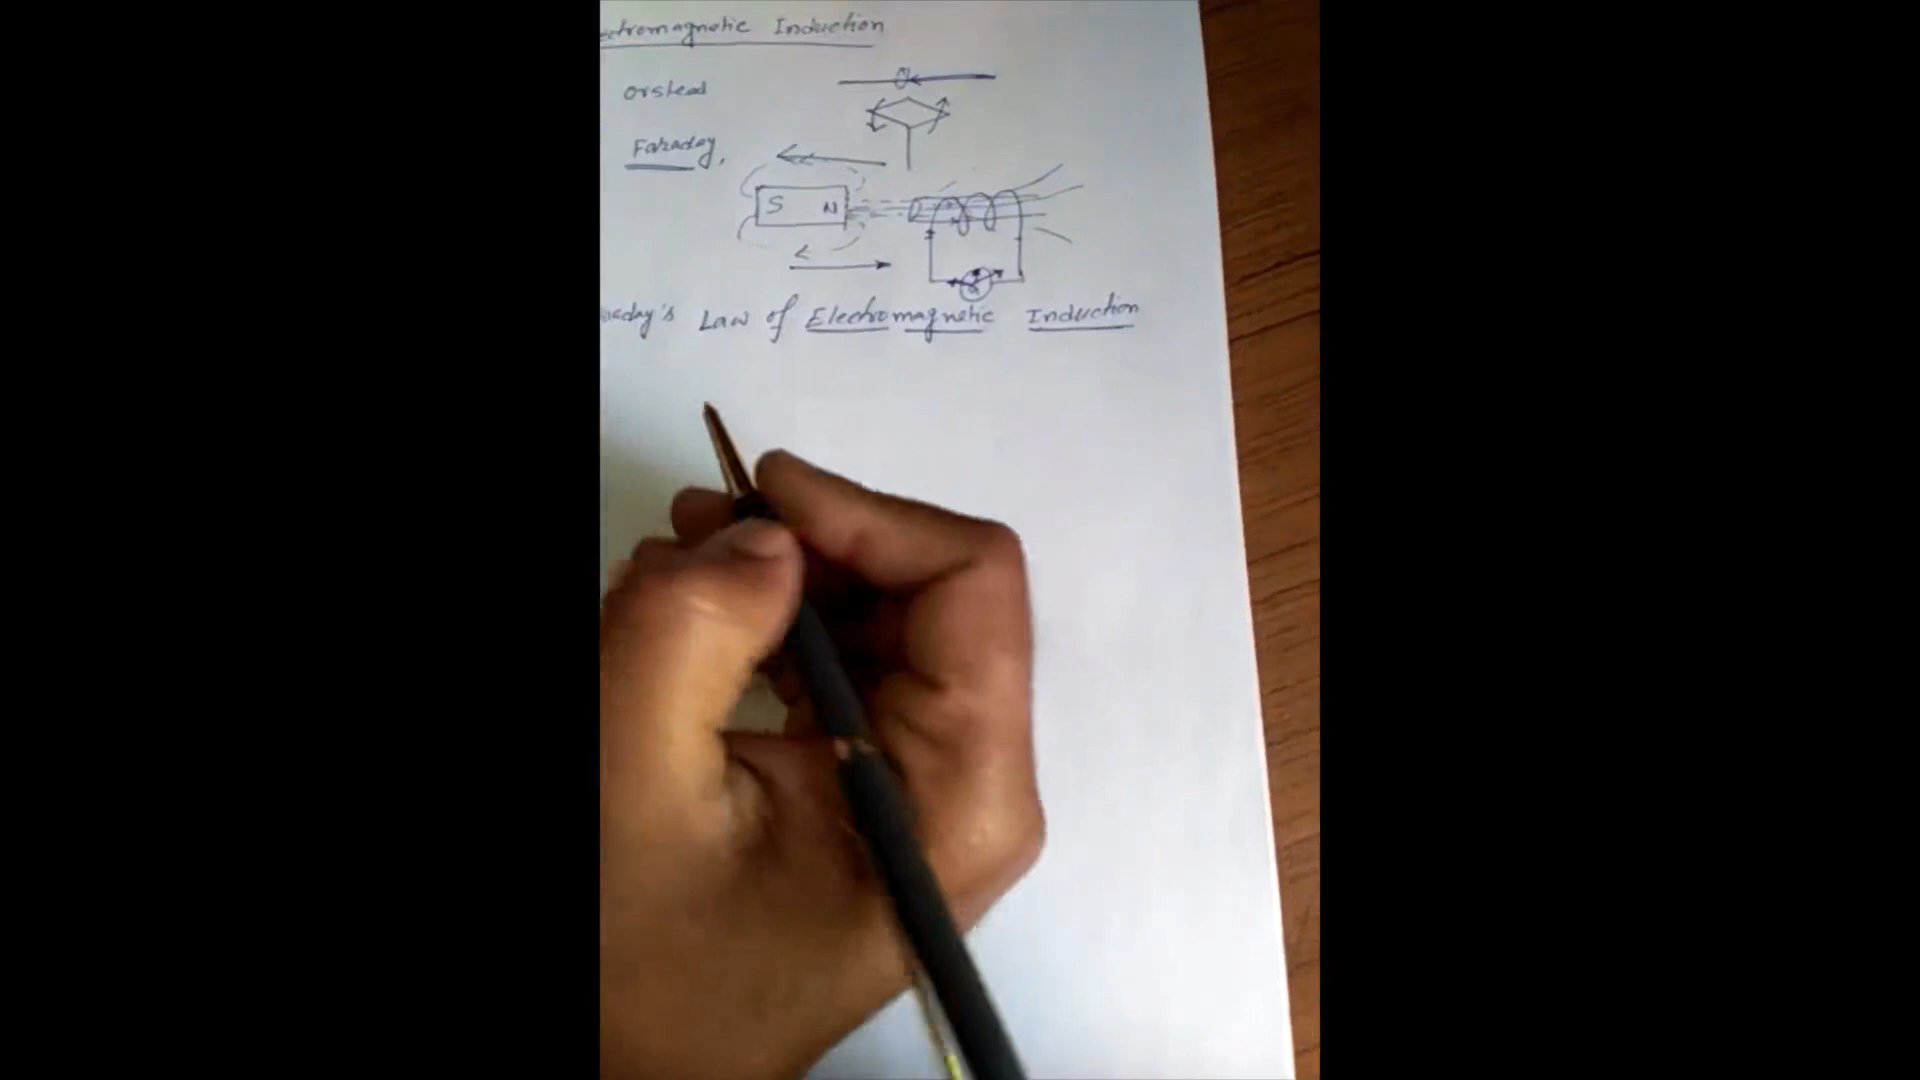 ctromagnetic Induction
Orstead
Faraday,
S N
G
aday's Law of Electromagnetic Induction